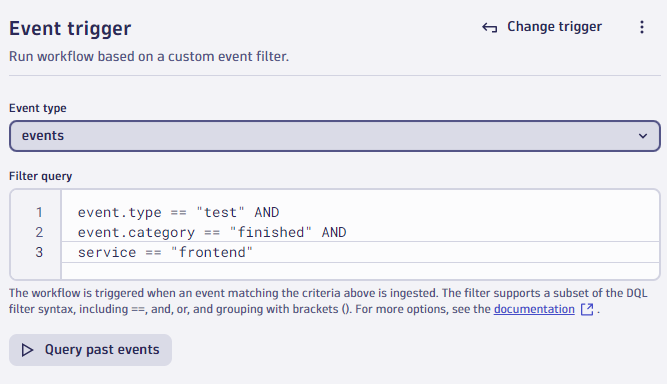 Event trigger
Change trigger
Run workflow based on a custom event filter.
Event type
events
Filter query
1 event.type == "test" AND
2 event.category == "finished" AND
3 service == "frontend"
The workflow is triggered when an event matching the criteria above is ingested. The filter supports a subset of the DQL
filter syntax, including ==, and, or, and grouping with brackets (). For more options, see the documentation .
Query past events